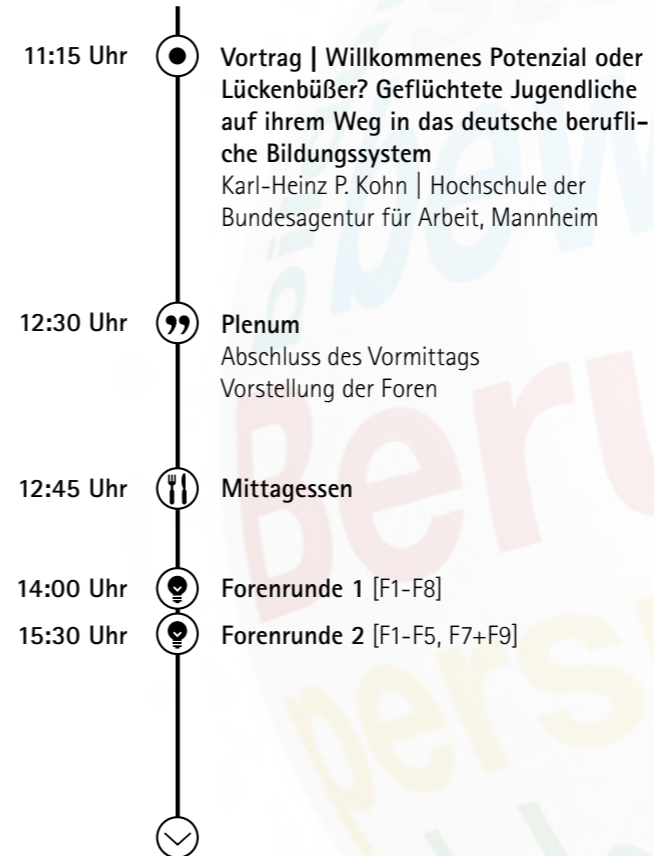 11:15 Uhr Vortrag | Willkommenes Potenzial oder
Lückenbüßer? Geflüchtete Jugendliche
auf ihrem Weg in das deutsche berufli-
che Bildungssystem
Karl-Heinz P. Kohn | Hochschule der
Bundesagentur für Arbeit, Mannheim
12:30 Uhr Plenum
Abschluss des Vormittags
Vorstellung der Foren
12:45 Uhr Mittagessen
14:00 Uhr Forenrunde 1 [F1-F8]
15:30 Uhr Forenrunde 2 [F1-F5, F7+F9]